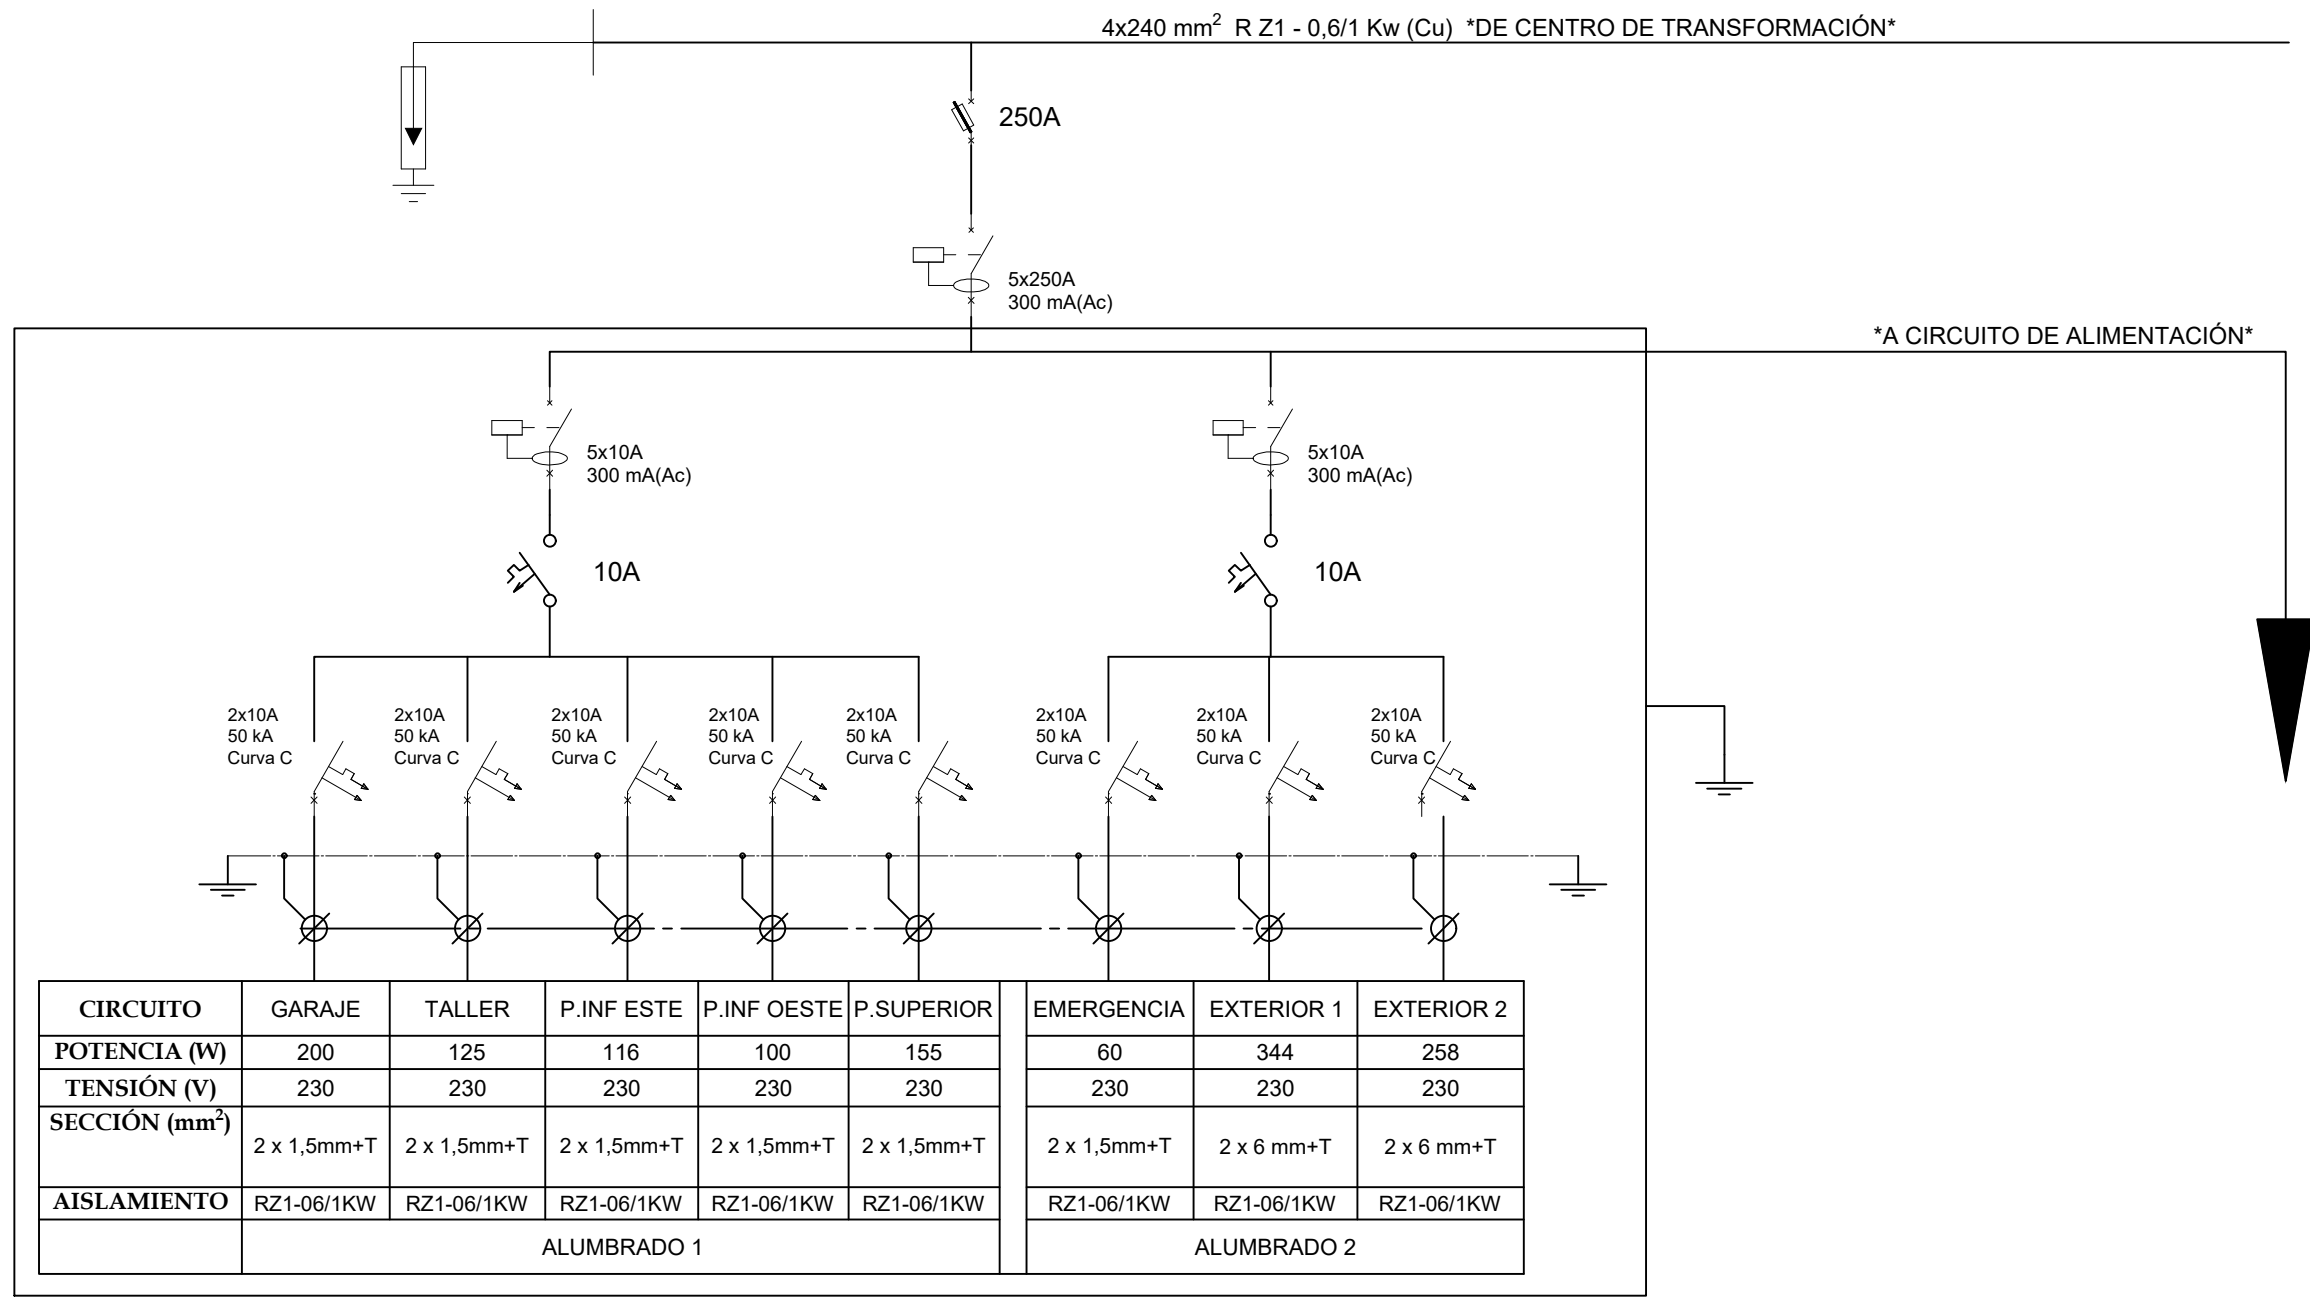 4x240 mm² R Z1 - 0,6/1 Kw (Cu) *DE CENTRO DE TRANSFORMACIÓN*
250A
5x250A
300 mA(Ac)
*A CIRCUITO DE ALIMENTACIÓN*
5x10A
300 mA(Ac)
5x10A
300 mA(Ac)
10A
10A
2x10A
50 kA
Curva C
2x10A
50 kA
Curva C
2x10A
50 kA
Curva C
2x10A
50 kA
Curva C
2x10A
50 kA
Curva C
2x10A
50 kA
Curva C
2x10A
50 kA
Curva C
2x10A
50 kA
Curva C
CIRCUITO GARAJE TALLER P.INF ESTE P.INF OESTE P.SUPERIOR EMERGENCIA EXTERIOR 1 EXTERIOR 2
POTENCIA (W) 200 125 116 100 155 60 344 258
TENSIÓN (V) 230 230 230 230 230 230 230 230
SECCIÓN (mm²) 2 x 1,5mm+T 2 x 1,5mm+T 2 x 1,5mm+T 2 x 1,5mm+T 2 x 1,5mm+T 2 x 1,5mm+T 2 x 6 mm+T 2 x 6 mm+T
AISLAMIENTO RZ1-06/1KW RZ1-06/1KW RZ1-06/1KW RZ1-06/1KW RZ1-06/1KW RZ1-06/1KW RZ1-06/1KW RZ1-06/1KW
ALUMBRADO 1 ALUMBRADO 2